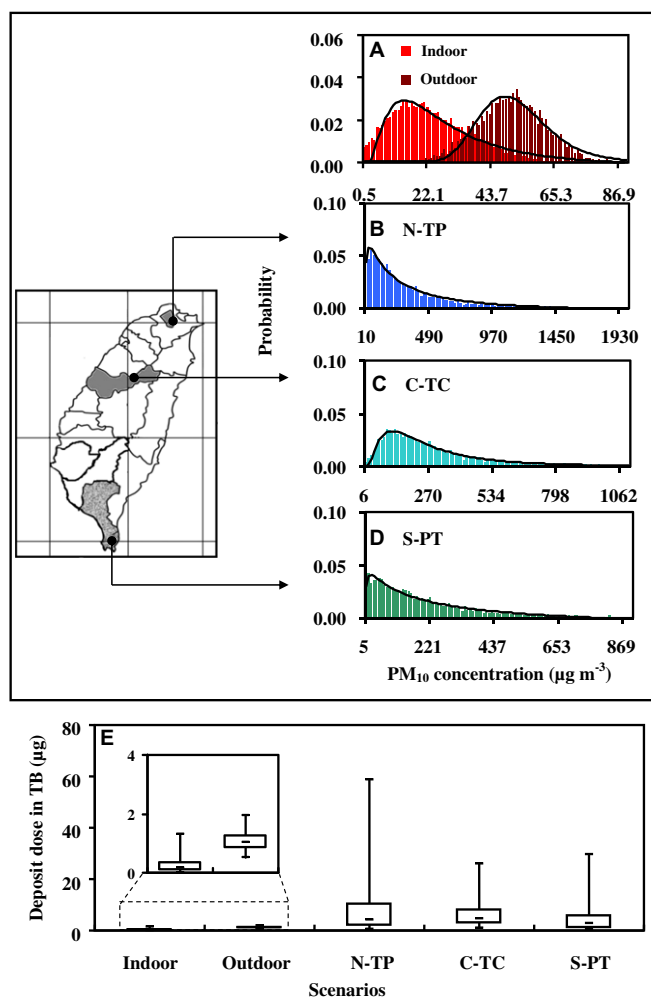 A
Indoor
Outdoor
0.06
0.04
0.02
0.00
0.5 22.1 43.7 65.3 86.9
B N-TP
0.10
0.05
0.00
10 490 970 1450 1930
Probability
C C-TC
0.10
0.05
0.00
6 270 534 798 1062
D S-PT
0.10
0.05
0.00
5 221 437 653 869
PM₁₀ concentration (µg m⁻³)
E
80
60
40
20
0
4
2
0
Deposit dose in TB (µg)
Indoor Outdoor N-TP C-TC S-PT
Scenarios